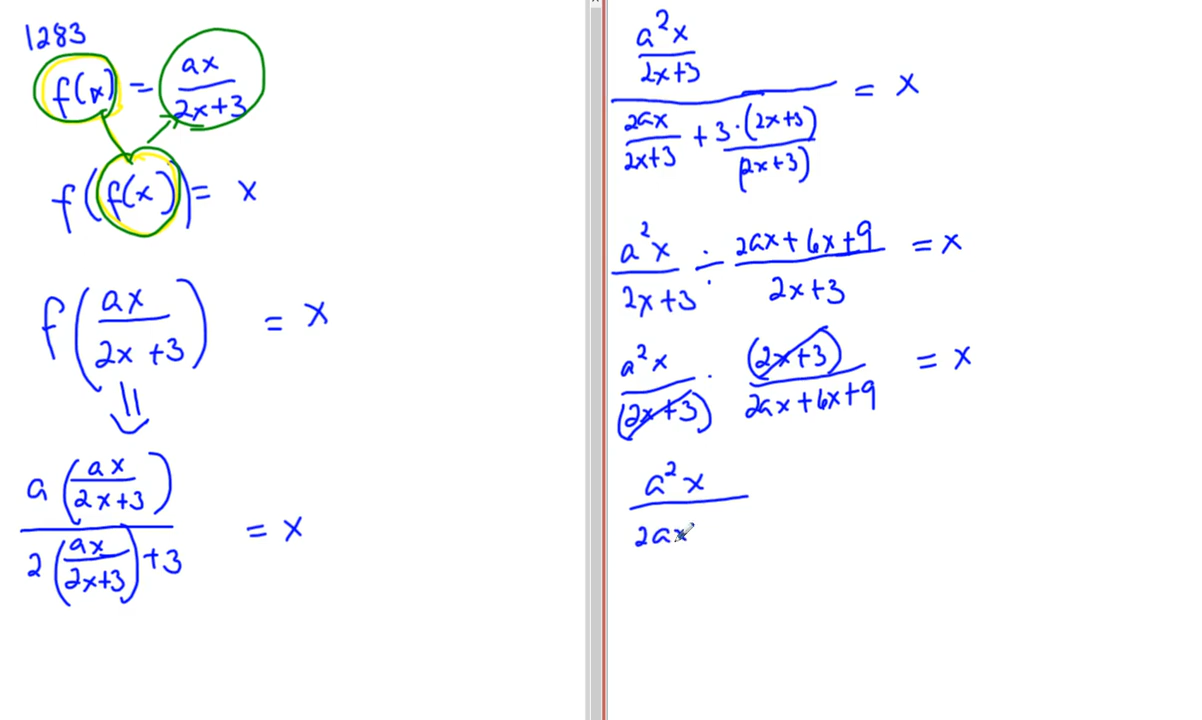 1283
f(x) = ax/(2x+3)
f(f(x)) = x
f(ax/(2x+3)) = x
a(ax/(2x+3)) / (2(ax/(2x+3)) + 3) = x
(a²x/(2x+3)) / (2ax/(2x+3) + 3·(2x+3)/(2x+3)) = x
a²x/(2x+3) ÷ (2ax+6x+9)/(2x+3) = x
a²x/(2x+3) · (2x+3)/(2ax+6x+9) = x
a²x/2ax